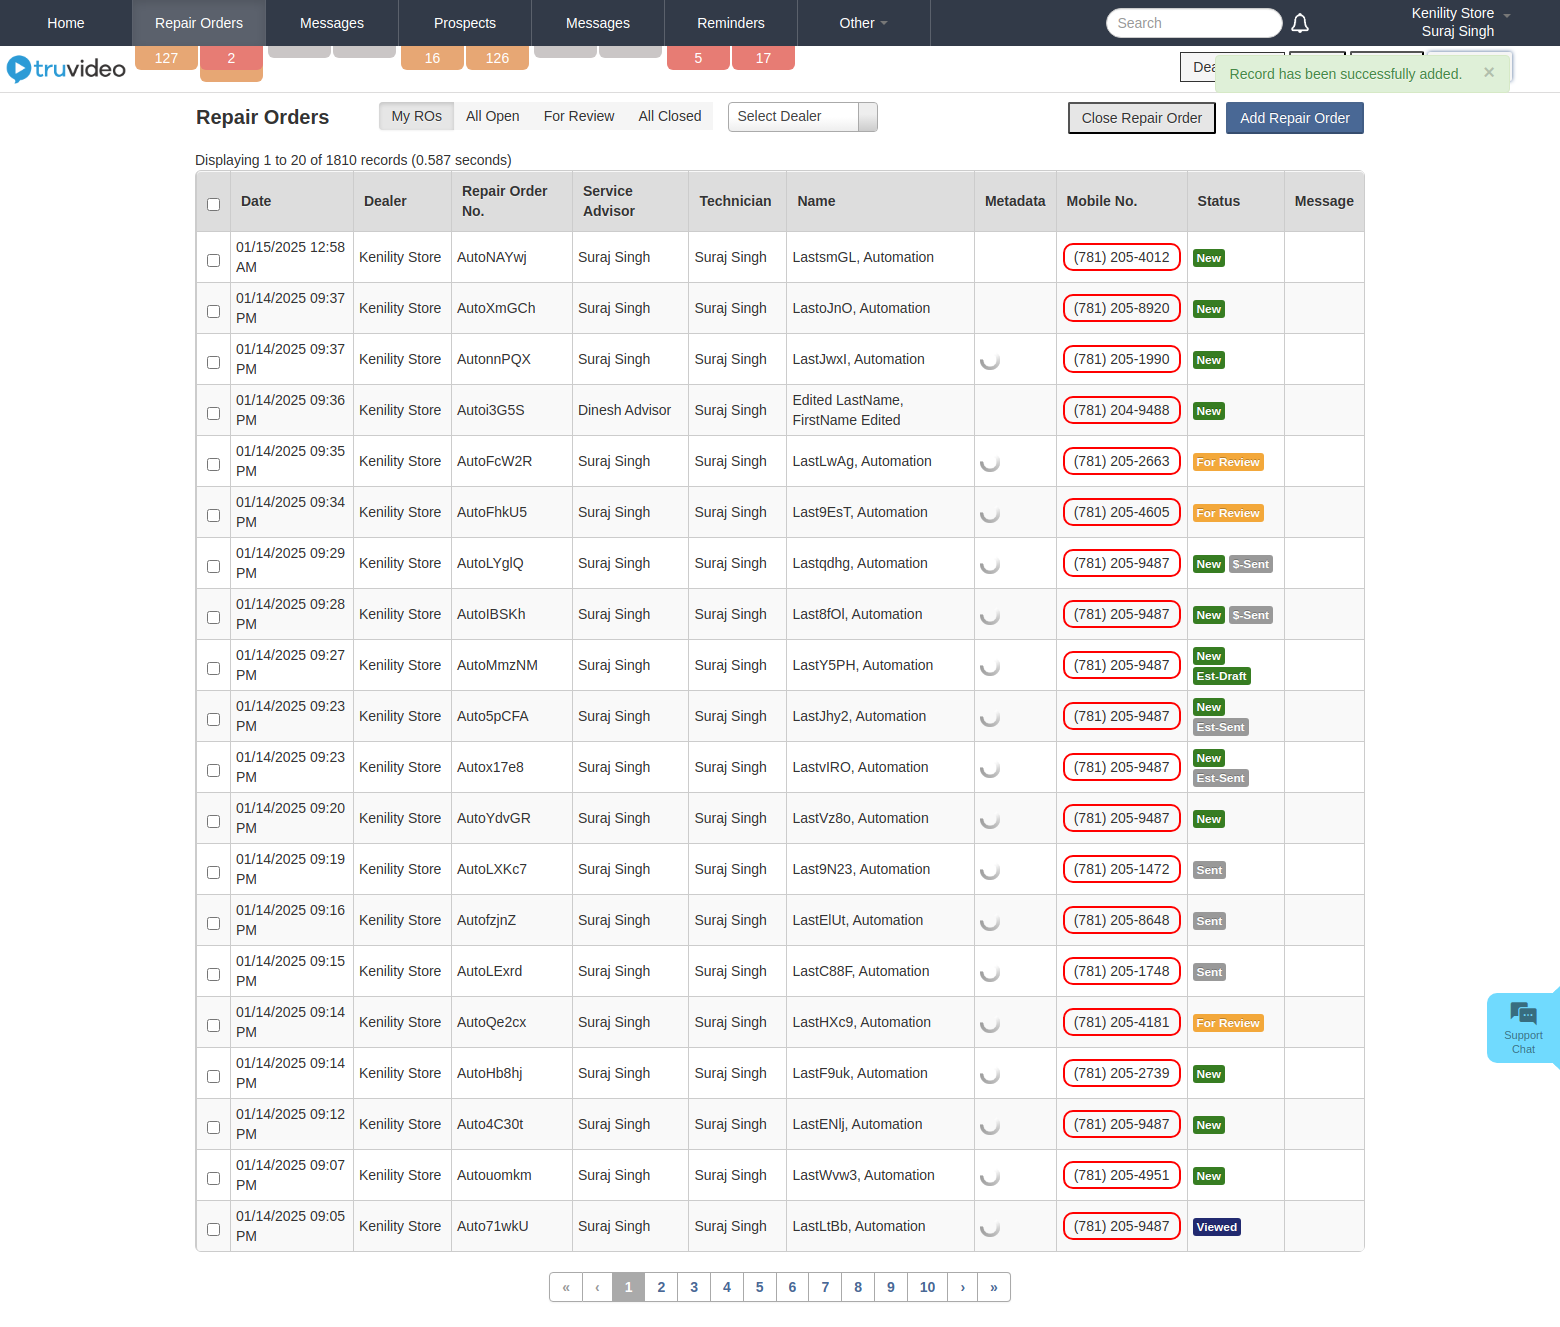 Home Repair Orders Messages Prospects Messages Reminders Other Search Kenility Store
Suraj Singh
127 2 16 126 5 17
truvideo
Record has been successfully added. ×
Repair Orders My ROs All Open For Review All Closed Select Dealer Close Repair Order Add Repair Order
Displaying 1 to 20 of 1810 records (0.587 seconds)
Date Dealer Repair Order No. Service Advisor Technician Name Metadata Mobile No. Status Message
01/15/2025 12:58 AM Kenility Store AutoNAYwj Suraj Singh Suraj Singh LastsmGL, Automation (781) 205-4012 New
01/14/2025 09:37 PM Kenility Store AutoXmGCh Suraj Singh Suraj Singh LastoJnO, Automation (781) 205-8920 New
01/14/2025 09:37 PM Kenility Store AutonnPQX Suraj Singh Suraj Singh LastJwxI, Automation (781) 205-1990 New
01/14/2025 09:36 PM Kenility Store Autoi3G5S Dinesh Advisor Suraj Singh Edited LastName, FirstName Edited (781) 204-9488 New
01/14/2025 09:35 PM Kenility Store AutoFcW2R Suraj Singh Suraj Singh LastLwAg, Automation (781) 205-2663 For Review
01/14/2025 09:34 PM Kenility Store AutoFhkU5 Suraj Singh Suraj Singh Last9EsT, Automation (781) 205-4605 For Review
01/14/2025 09:29 PM Kenility Store AutoLYglQ Suraj Singh Suraj Singh Lastqdhg, Automation (781) 205-9487 New $-Sent
01/14/2025 09:28 PM Kenility Store AutoIBSKh Suraj Singh Suraj Singh Last8fOl, Automation (781) 205-9487 New $-Sent
01/14/2025 09:27 PM Kenility Store AutoMmzNM Suraj Singh Suraj Singh LastY5PH, Automation (781) 205-9487 New Est-Draft
01/14/2025 09:23 PM Kenility Store Auto5pCFA Suraj Singh Suraj Singh LastJhy2, Automation (781) 205-9487 New Est-Sent
01/14/2025 09:23 PM Kenility Store Autox17e8 Suraj Singh Suraj Singh LastvIRO, Automation (781) 205-9487 New Est-Sent
01/14/2025 09:20 PM Kenility Store AutoYdvGR Suraj Singh Suraj Singh LastVz8o, Automation (781) 205-9487 New
01/14/2025 09:19 PM Kenility Store AutoLXKc7 Suraj Singh Suraj Singh Last9N23, Automation (781) 205-1472 Sent
01/14/2025 09:16 PM Kenility Store AutofzjnZ Suraj Singh Suraj Singh LastElUt, Automation (781) 205-8648 Sent
01/14/2025 09:15 PM Kenility Store AutoLExrd Suraj Singh Suraj Singh LastC88F, Automation (781) 205-1748 Sent
01/14/2025 09:14 PM Kenility Store AutoQe2cx Suraj Singh Suraj Singh LastHXc9, Automation (781) 205-4181 For Review
01/14/2025 09:14 PM Kenility Store AutoHb8hj Suraj Singh Suraj Singh LastF9uk, Automation (781) 205-2739 New
01/14/2025 09:12 PM Kenility Store Auto4C30t Suraj Singh Suraj Singh LastENlj, Automation (781) 205-9487 New
01/14/2025 09:07 PM Kenility Store Autouomkm Suraj Singh Suraj Singh LastWvw3, Automation (781) 205-4951 New
01/14/2025 09:05 PM Kenility Store Auto71wkU Suraj Singh Suraj Singh LastLtBb, Automation (781) 205-9487 Viewed
Support
Chat
« ‹ 1 2 3 4 5 6 7 8 9 10 › »